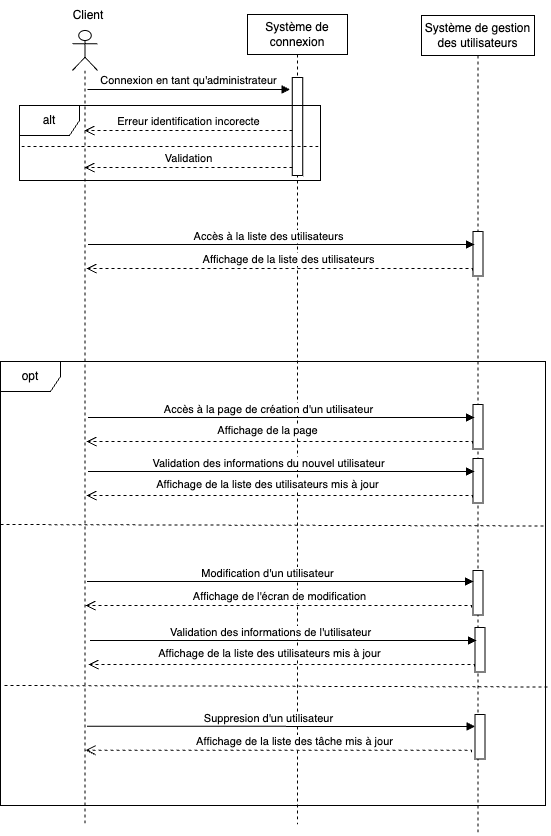 Client
Système de
connexion
Système de gestion
des utilisateurs
Connexion en tant qu'administrateur
alt
Erreur identification incorecte
Validation
Accès à la liste des utilisateurs
Affichage de la liste des utilisateurs
opt
Accès à la page de création d'un utilisateur
Affichage de la page
Validation des informations du nouvel utilisateur
Affichage de la liste des utilisateurs mis à jour
Modification d'un utilisateur
Affichage de l'écran de modification
Validation des informations de l'utilisateur
Affichage de la liste des utilisateurs mis à jour
Suppresion d'un utilisateur
Affichage de la liste des tâche mis à jour